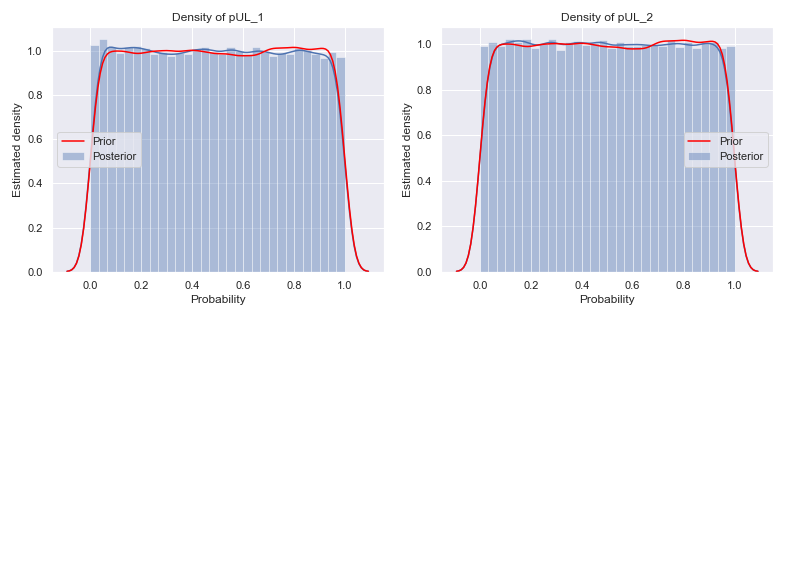 Density of pUL_1
Estimated density
1.0
0.8
0.6
0.4
0.2
0.0
Prior
Posterior
0.0 0.2 0.4 0.6 0.8 1.0
Probability
Density of pUL_2
Estimated density
1.0
0.8
0.6
0.4
0.2
0.0
Prior
Posterior
0.0 0.2 0.4 0.6 0.8 1.0
Probability